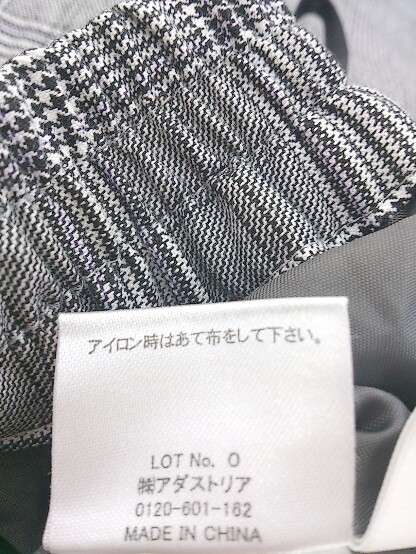 アイロン時はあて布をして下さい。
LOT No. 0
㈱アダストリア
0120-601-162
MADE IN CHINA